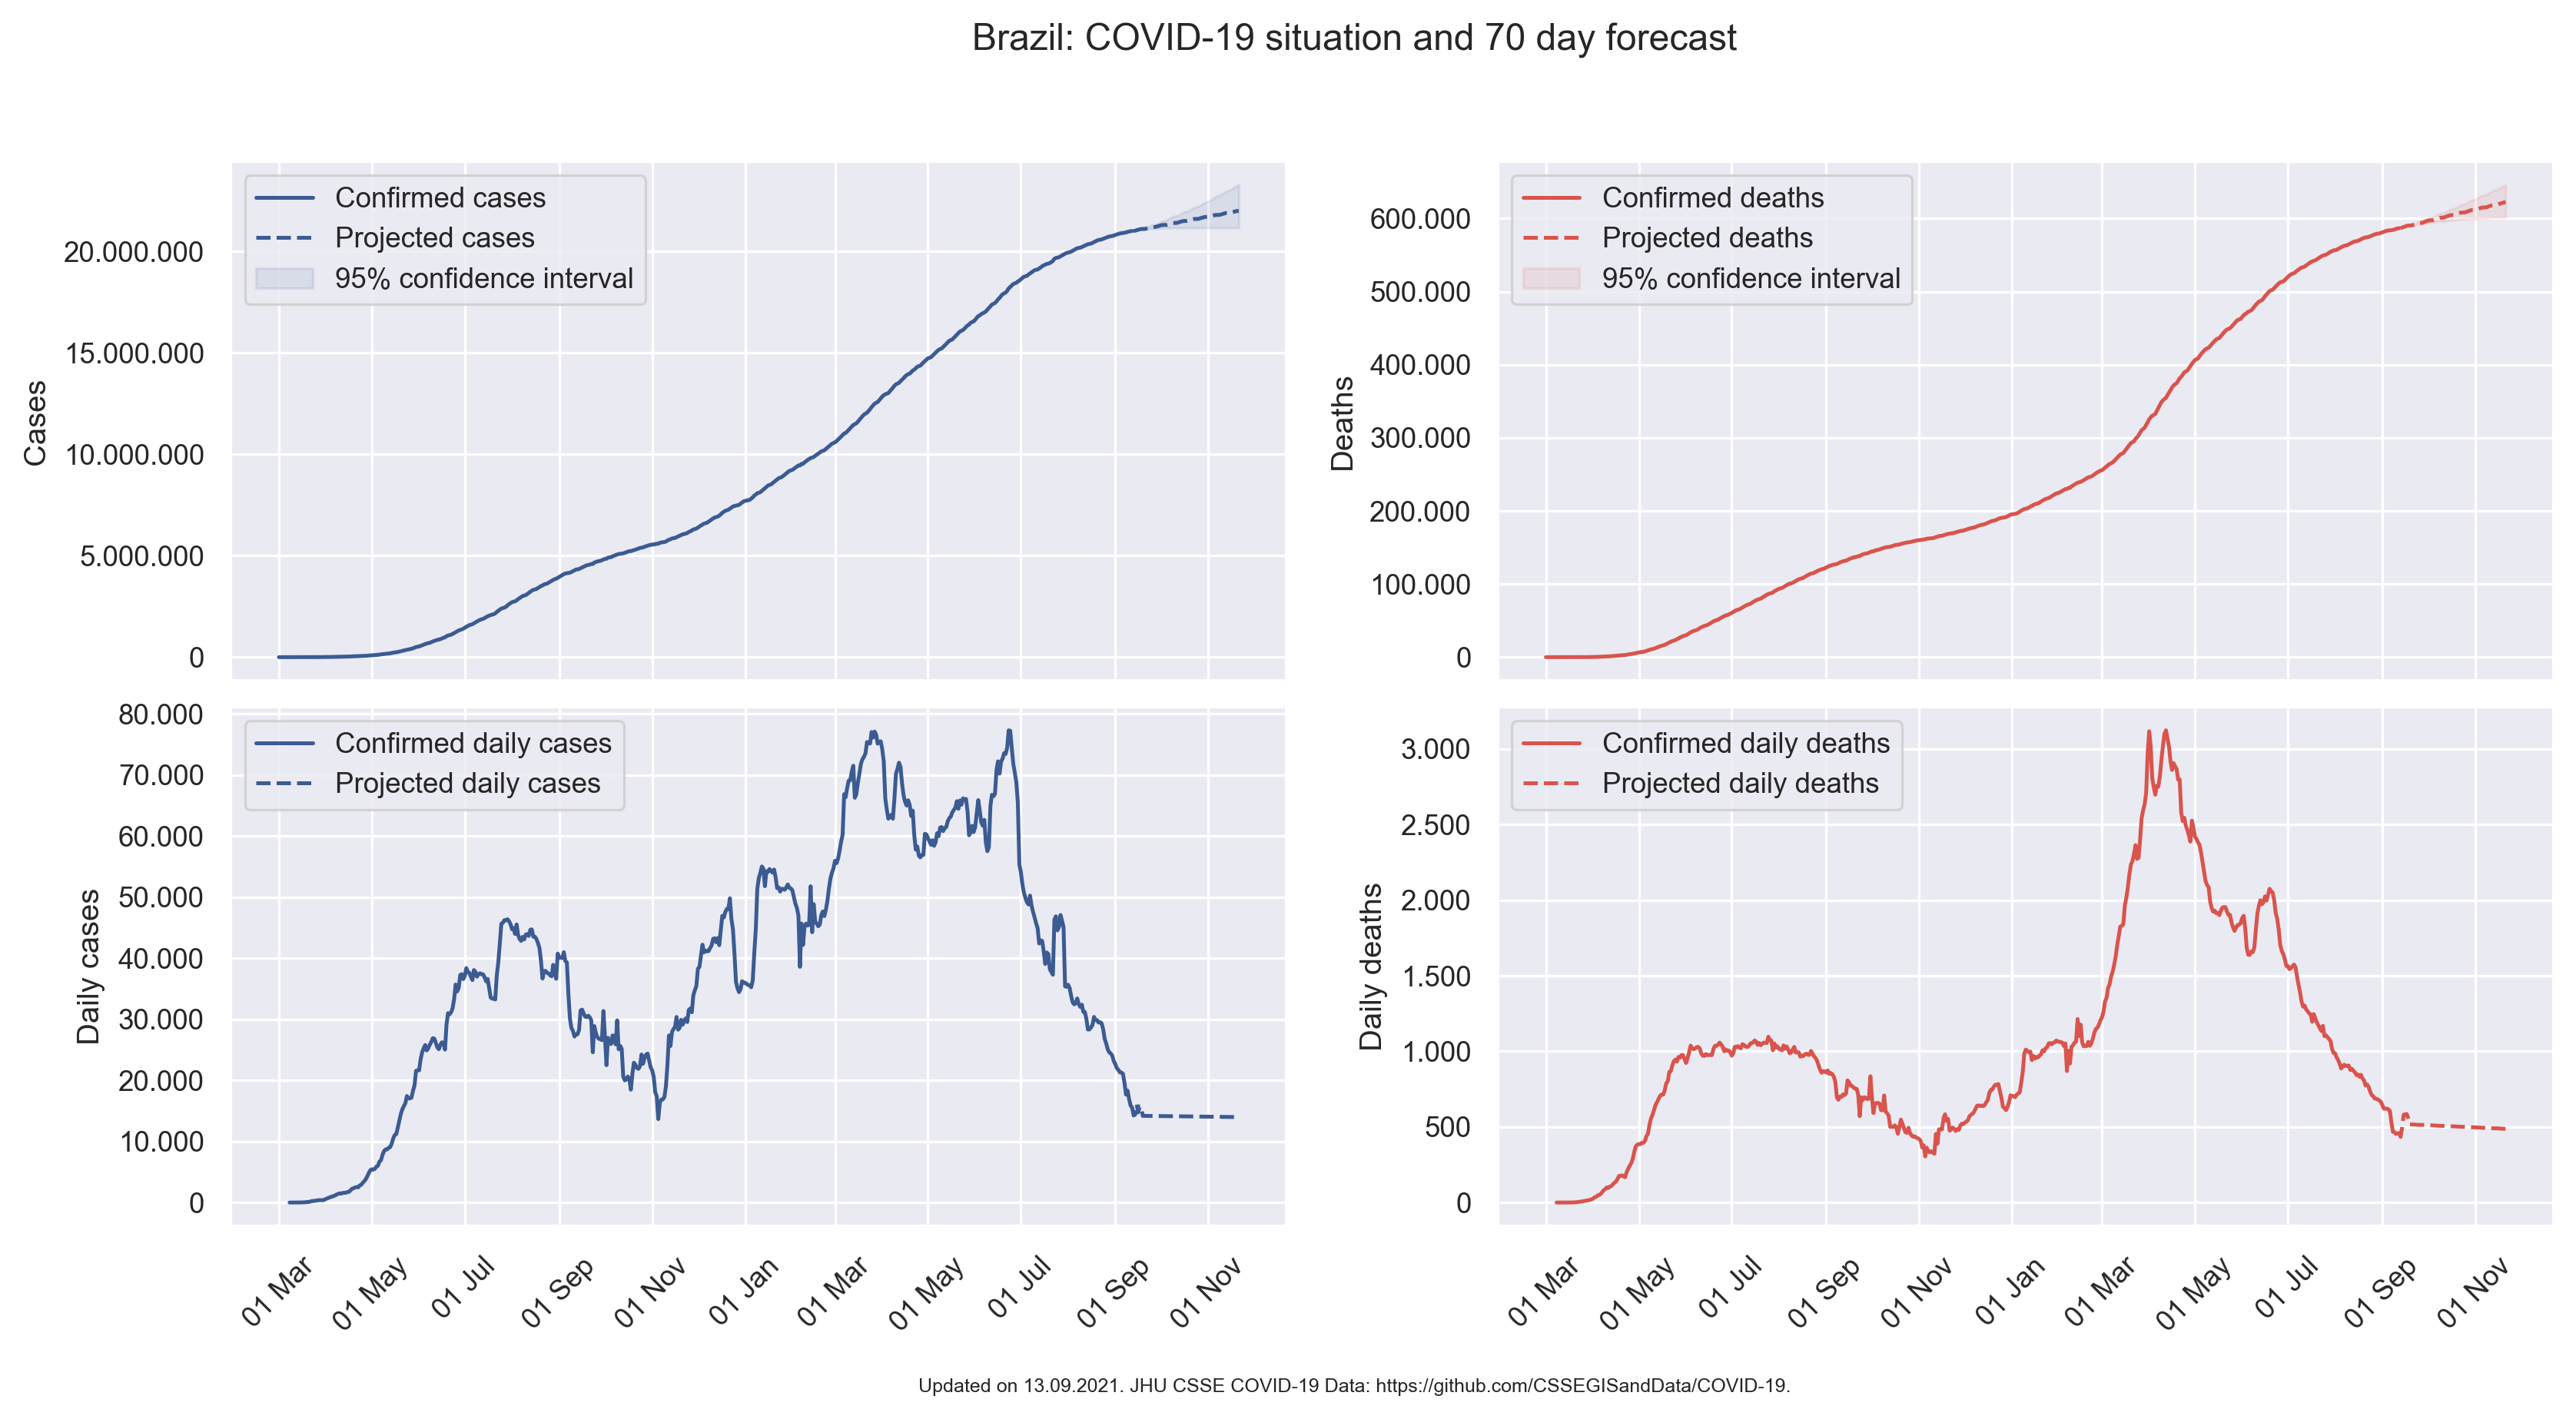 Brazil: COVID-19 situation and 70 day forecast
Confirmed cases
Projected cases
95% confidence interval
20.000.000
15.000.000
10.000.000
5.000.000
0
Cases
Confirmed deaths
Projected deaths
95% confidence interval
600.000
500.000
400.000
300.000
200.000
100.000
0
Deaths
Confirmed daily cases
Projected daily cases
80.000
70.000
60.000
50.000
40.000
30.000
20.000
10.000
0
Daily cases
01 Mar
01 May
01 Jul
01 Sep
01 Nov
01 Jan
01 Mar
01 May
01 Jul
01 Sep
01 Nov
Confirmed daily deaths
Projected daily deaths
3.000
2.500
2.000
1.500
1.000
500
0
Daily deaths
01 Mar
01 May
01 Jul
01 Sep
01 Nov
01 Jan
01 Mar
01 May
01 Jul
01 Sep
01 Nov
Updated on 13.09.2021. JHU CSSE COVID-19 Data: https://github.com/CSSEGISandData/COVID-19.